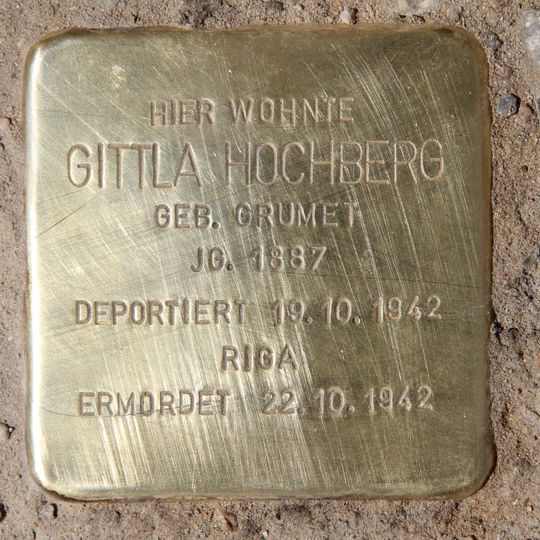 HIER WOHNTE
GITTLA HOCHBERG
GEB. GRUMET
JG. 1887
DEPORTIERT 19.10.1942
RIGA
ERMORDET 22.10.1942